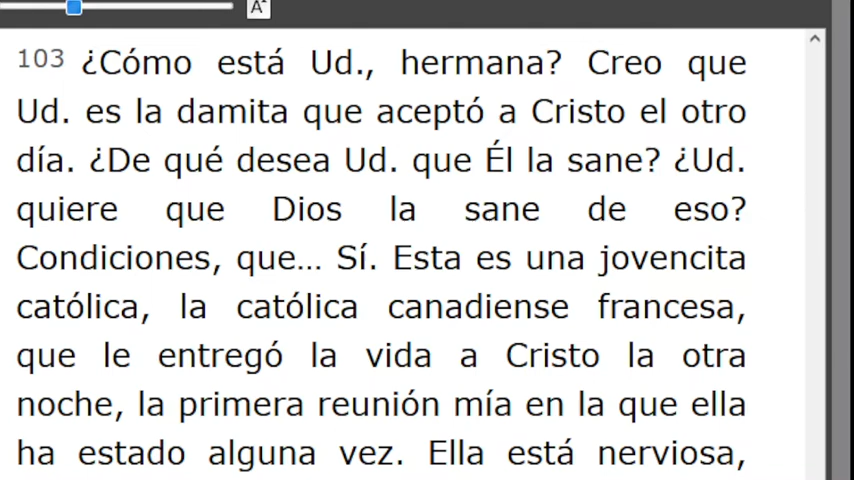 A
103 ¿Cómo está Ud., hermana? Creo que
Ud. es la damita que aceptó a Cristo el otro
día. ¿De qué desea Ud. que Él la sane? ¿Ud.
quiere que Dios la sane de eso?
Condiciones, que... Sí. Esta es una jovencita
católica, la católica canadiense francesa,
que le entregó la vida a Cristo la otra
noche, la primera reunión mía en la que ella
ha estado alguna vez. Ella está nerviosa,